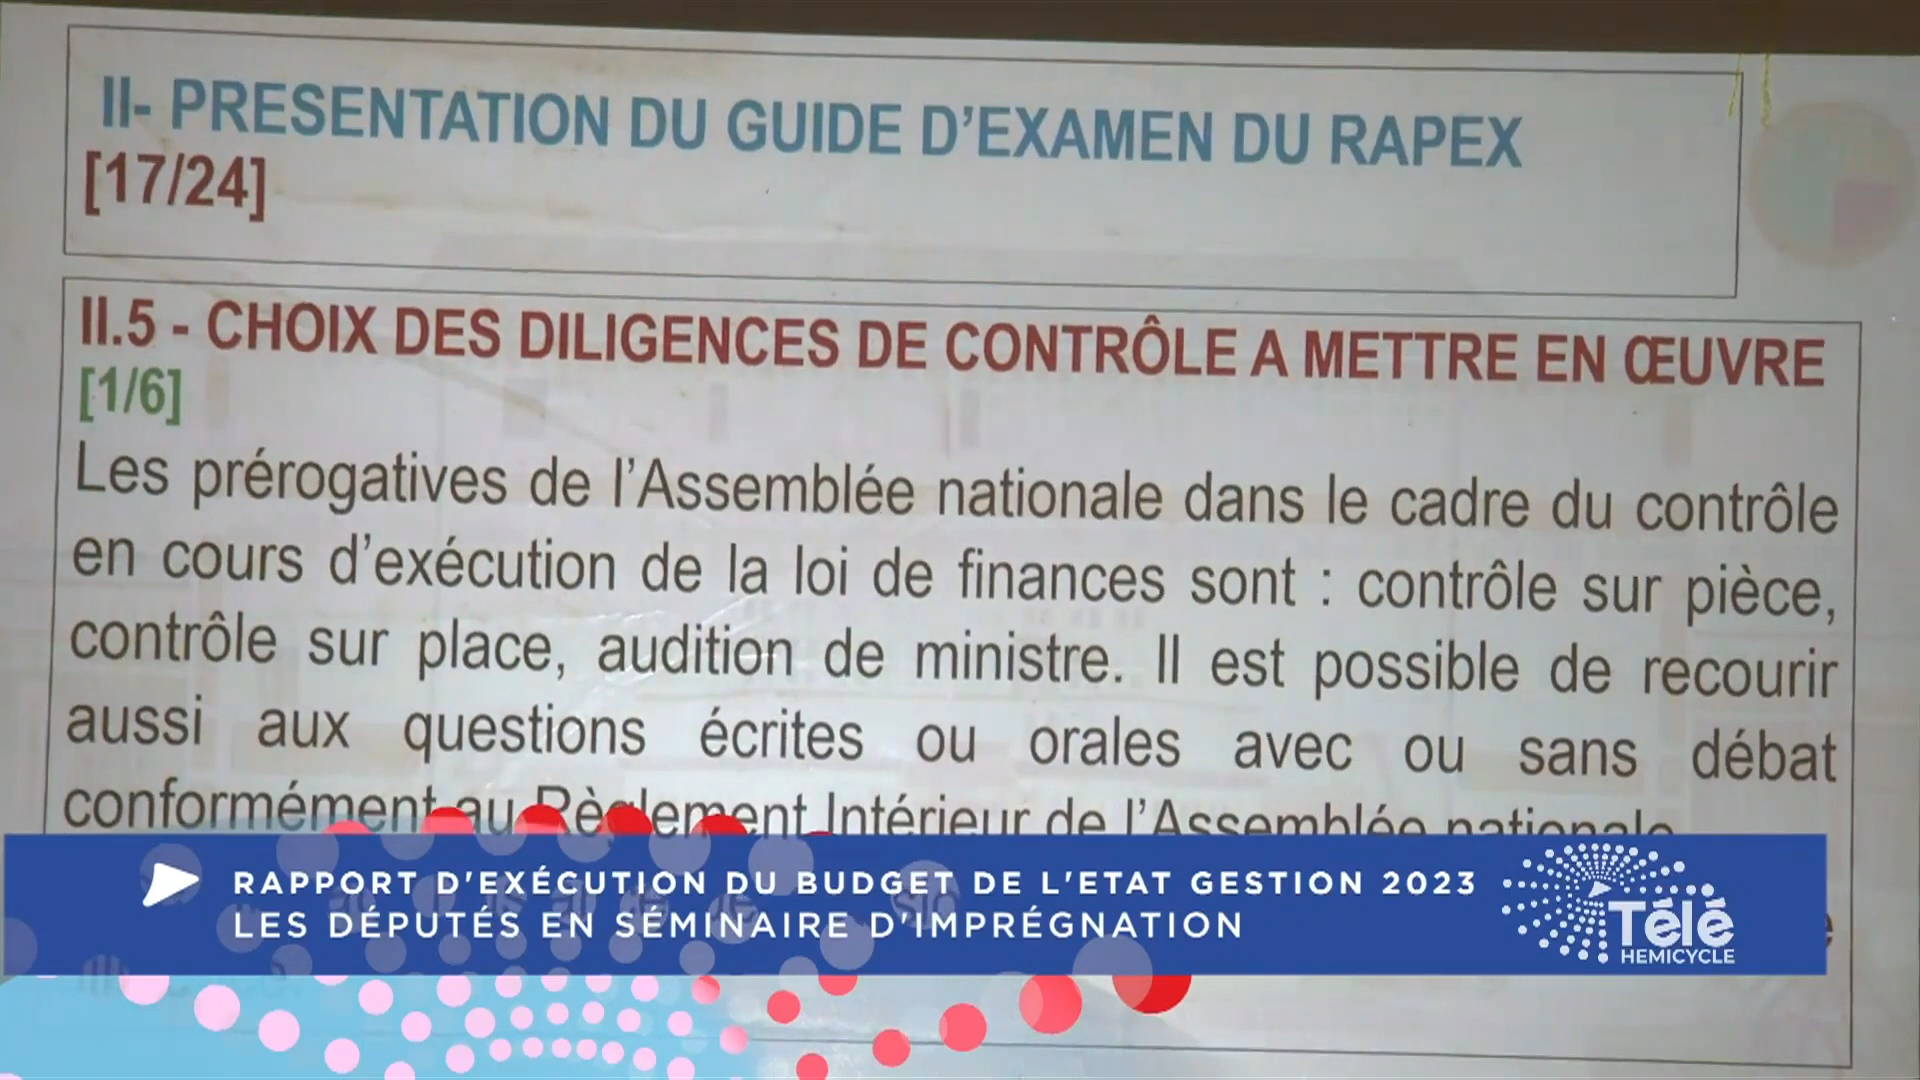 II- PRESENTATION DU GUIDE D'EXAMEN DU RAPEX
[17/24]
II.5 - CHOIX DES DILIGENCES DE CONTRÔLE A METTRE EN ŒUVRE
[1/6]
Les prérogatives de l'Assemblée nationale dans le cadre du contrôle
en cours d'exécution de la loi de finances sont : contrôle sur pièce,
contrôle sur place, audition de ministre. Il est possible de recourir
aussi aux questions écrites ou orales avec ou sans débat
conformément au Règlement Intérieur de l'Assemblée nationale
RAPPORT D'EXÉCUTION DU BUDGET DE L'ETAT GESTION 2023
LES DÉPUTÉS EN SÉMINAIRE D'IMPRÉGNATION
Télé
HEMICYCLE